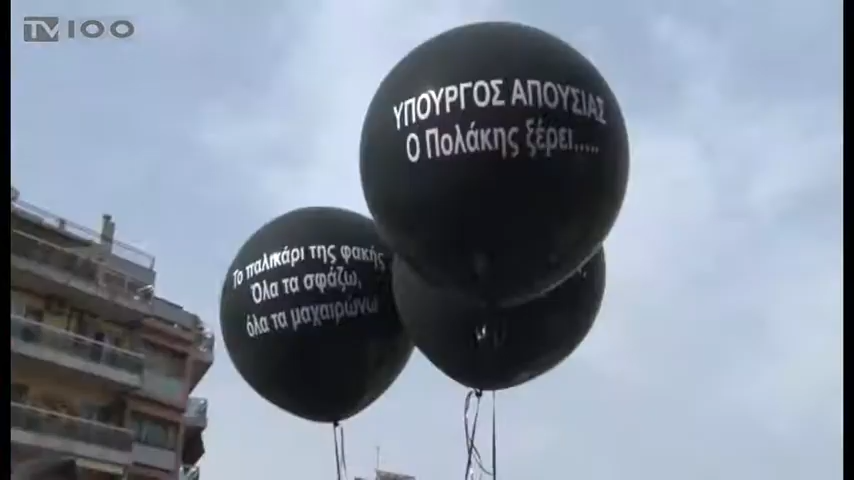 TV100
ΥΠΟΥΡΓΟΣ ΑΠΟΥΣΙΑΣ
Ο Πολάκης ξέρει.....
Το παλικάρι της φακής
Όλα τα σφάζω,
όλα τα μαχαιρώνω